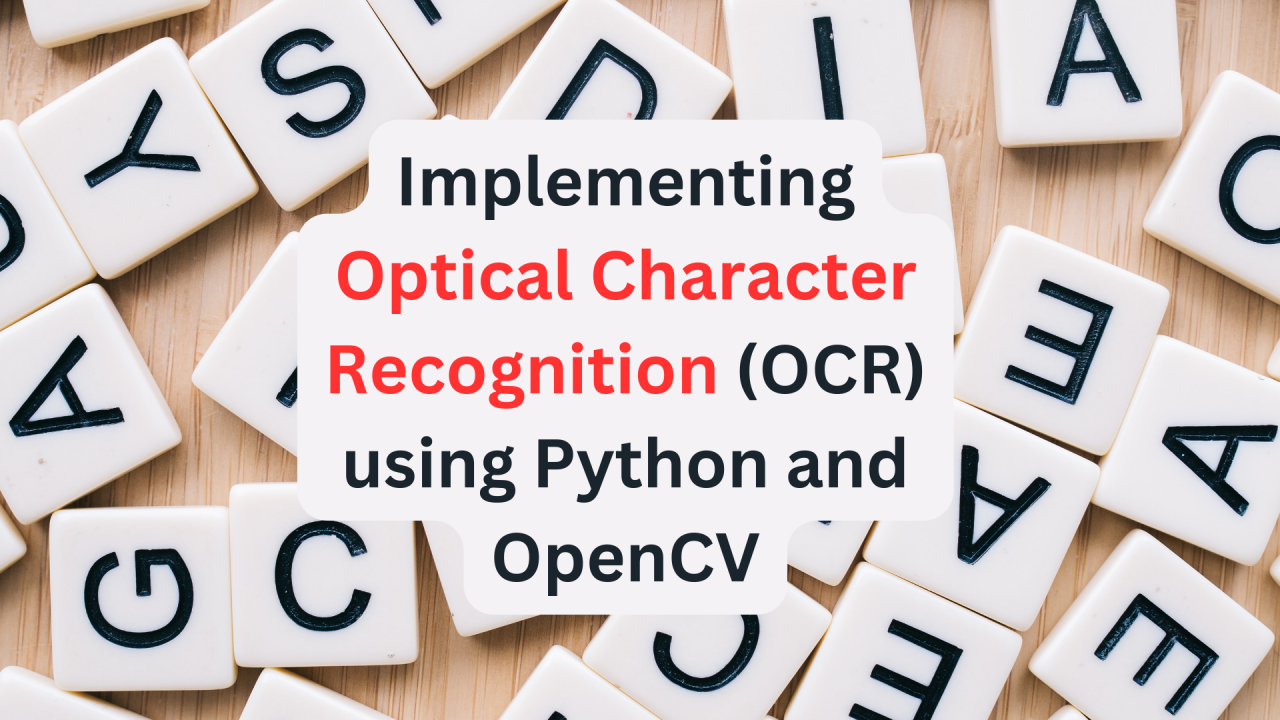 Implementing
Optical Character
Recognition (OCR)
using Python and
OpenCV
Y
S
I
A
A
E
A
A
G
C
E
E